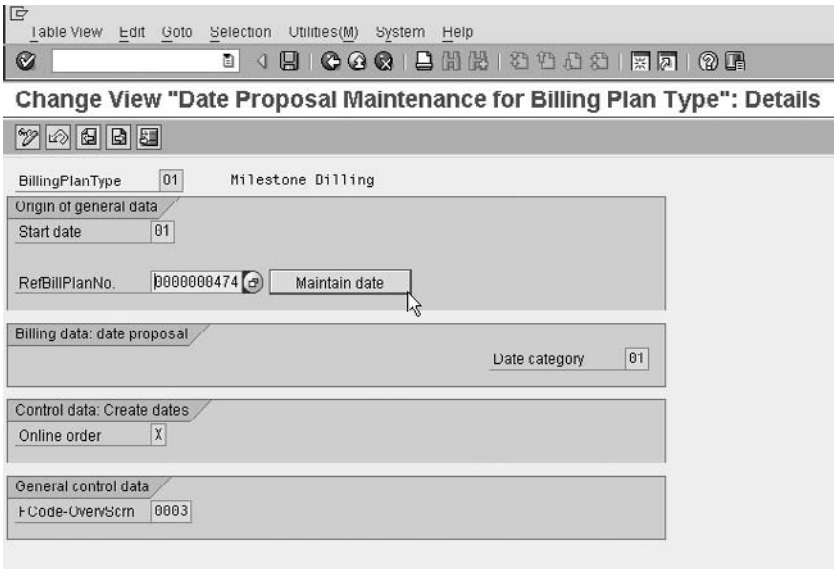 Table View Edit Goto Selection Utilities(M) System Help
Change View "Date Proposal Maintenance for Billing Plan Type": Details
BillingPlanType 01 Milestone Dilling
Origin of general data
Start date 01
RefBillPlanNo. 0000000474 Maintain date
Billing data: date proposal
Date category 01
Control data: Create dates
Online order X
General control data
FCode-OvervScrn 0003